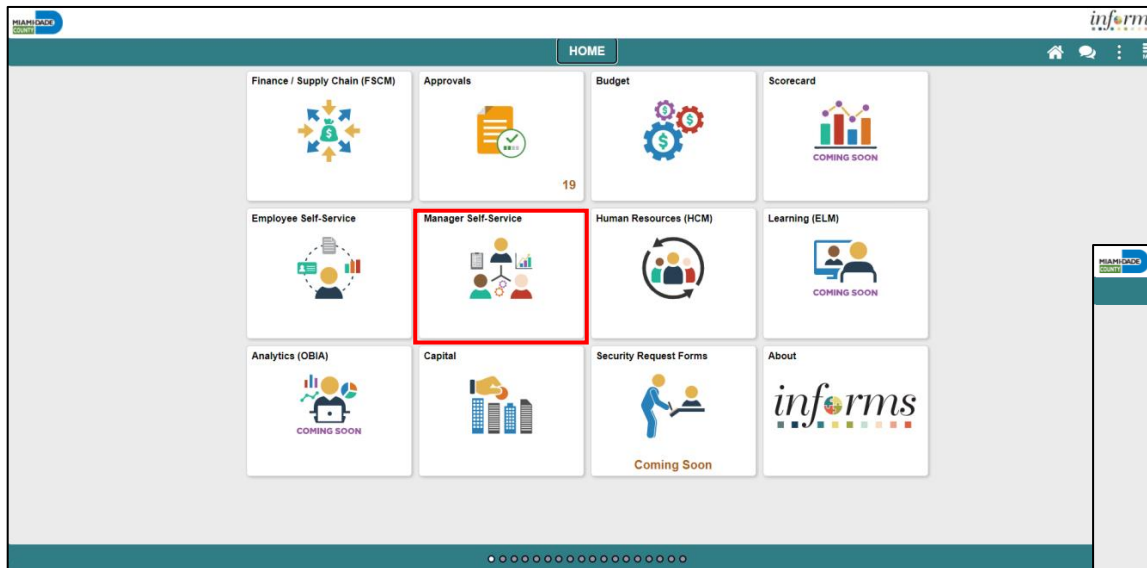 MIAMI-DADE
COUNTY
informs
HOME
Finance / Supply Chain (FSCM)
Approvals
19
Budget
Scorecard
COMING SOON
Employee Self-Service
Manager Self-Service
Human Resources (HCM)
Learning (ELM)
COMING SOON
Analytics (OBIA)
COMING SOON
Capital
Security Request Forms
Coming Soon
About
informs
MIAMI-DADE
COUNTY